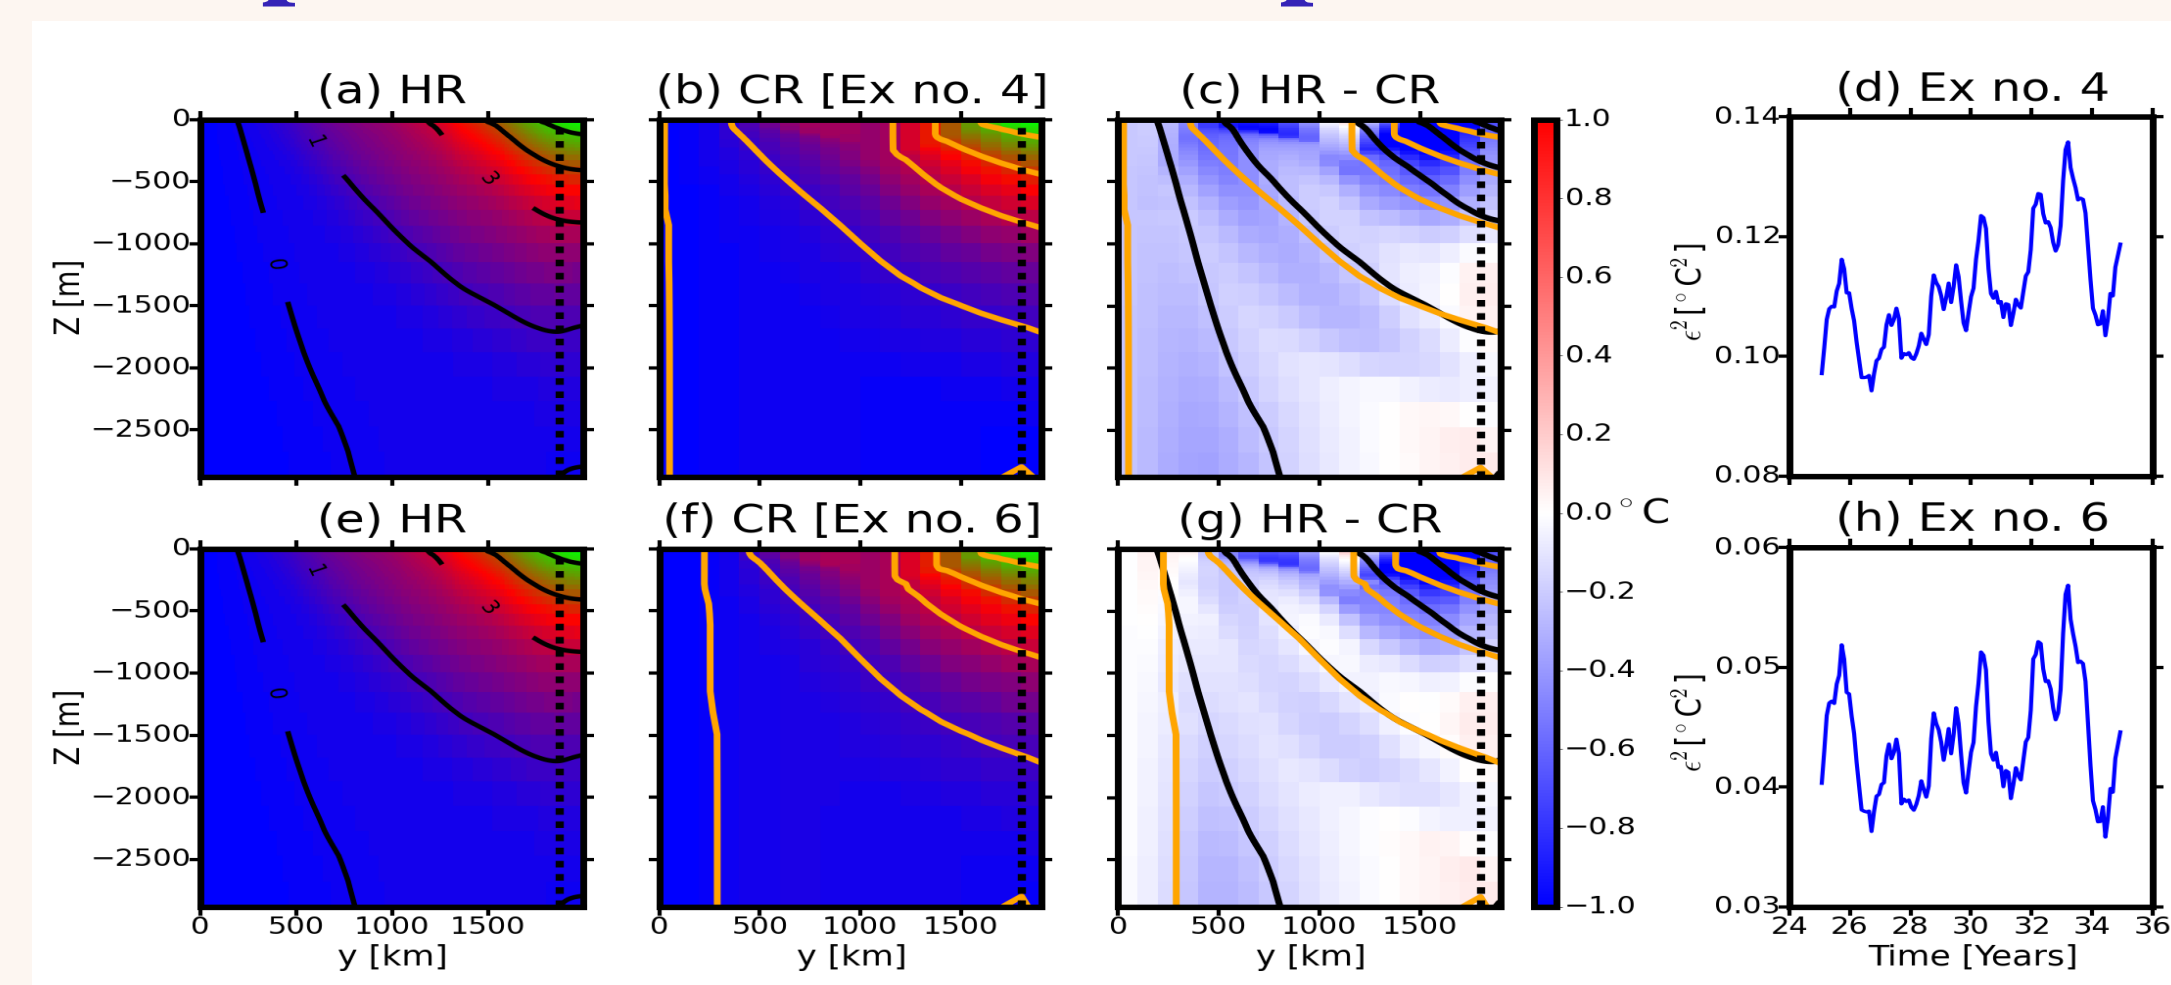 (a) HR
(b) CR [Ex no. 4]
(c) HR - CR
(d) Ex no. 4
0
−500
−1000
−1500
−2000
−2500
Z [m]
1
3
0
1.0
0.8
0.6
0.4
0.2
0.0 °C
−0.2
−0.4
−0.6
−0.8
−1.0
0.14
0.12
0.10
0.08
ϵ² [°C²]
(e) HR
(f) CR [Ex no. 6]
(g) HR - CR
(h) Ex no. 6
0
−500
−1000
−1500
−2000
−2500
Z [m]
1
3
0
0.06
0.05
0.04
0.03
ϵ² [°C²]
0 500 1000 1500
y [km]
0 500 1000 1500
y [km]
0 500 1000 1500
y [km]
24 26 28 30 32 34 36
Time [Years]